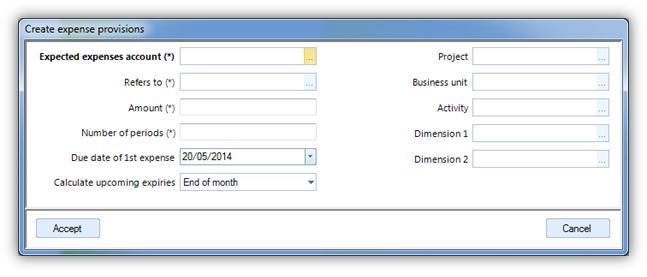 Create expense provisions
Expected expenses account (*) ...
Refers to (*) ...
Amount (*)
Number of periods (*)
Due date of 1st expense 20/05/2014
Calculate upcoming expiries End of month
Project ...
Business unit ...
Activity ...
Dimension 1 ...
Dimension 2 ...
Accept
Cancel